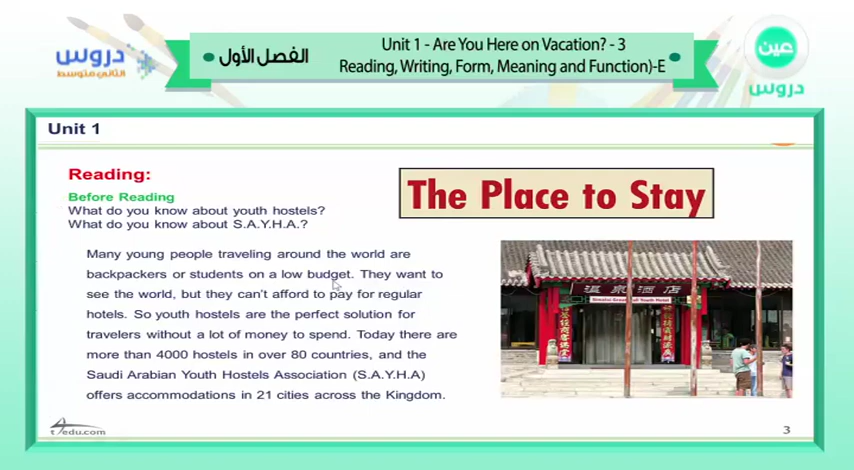 دروس
الثاني متوسط
الفصل الأول
Unit 1 - Are You Here on Vacation? - 3
Reading, Writing, Form, Meaning and Function)-E
عين
دروس
Unit 1
Reading:
Before Reading
What do you know about youth hostels?
What do you know about S.A.Y.H.A.?
The Place to Stay
Many young people traveling around the world are
backpackers or students on a low budget. They want to
see the world, but they can't afford to pay for regular
hotels. So youth hostels are the perfect solution for
travelers without a lot of money to spend. Today there are
more than 4000 hostels in over 80 countries, and the
Saudi Arabian Youth Hostels Association (S.A.Y.H.A)
offers accommodations in 21 cities across the Kingdom.
温泉酒店
Youth Hostel
t4edu.com
3